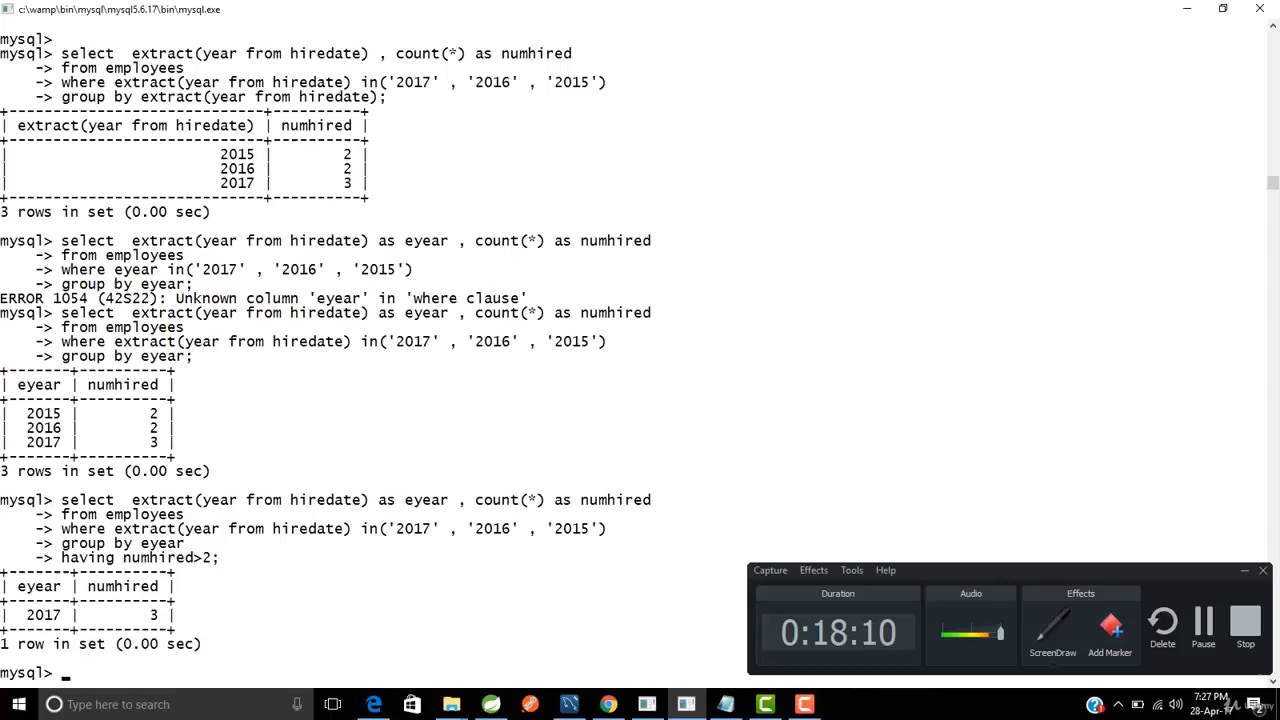 c:\wamp\bin\mysql\mysql5.6.17\bin\mysql.exe
mysql>
mysql> select  extract(year from hiredate) , count(*) as numhired
    -> from employees
    -> where extract(year from hiredate) in('2017' , '2016' , '2015')
    -> group by extract(year from hiredate);
+-----------------------------+----------+
| extract(year from hiredate) | numhired |
+-----------------------------+----------+
|                        2015 |        2 |
|                        2016 |        2 |
|                        2017 |        3 |
+-----------------------------+----------+
3 rows in set (0.00 sec)
mysql> select  extract(year from hiredate) as eyear , count(*) as numhired
    -> from employees
    -> where eyear in('2017' , '2016' , '2015')
    -> group by eyear;
ERROR 1054 (42S22): Unknown column 'eyear' in 'where clause'
mysql> select  extract(year from hiredate) as eyear , count(*) as numhired
    -> from employees
    -> where extract(year from hiredate) in('2017' , '2016' , '2015')
    -> group by eyear;
+-------+----------+
| eyear | numhired |
+-------+----------+
|  2015 |        2 |
|  2016 |        2 |
|  2017 |        3 |
+-------+----------+
3 rows in set (0.00 sec)
mysql> select  extract(year from hiredate) as eyear , count(*) as numhired
    -> from employees
    -> where extract(year from hiredate) in('2017' , '2016' , '2015')
    -> group by eyear
    -> having numhired>2;
+-------+----------+
| eyear | numhired |
+-------+----------+
|  2017 |        3 |
+-------+----------+
1 row in set (0.00 sec)
mysql> _
Capture Effects Tools Help
Duration Audio Effects
0:18:10
ScreenDraw Add Marker Delete Pause Stop
Type here to search
7:27 PM
28-Apr-17